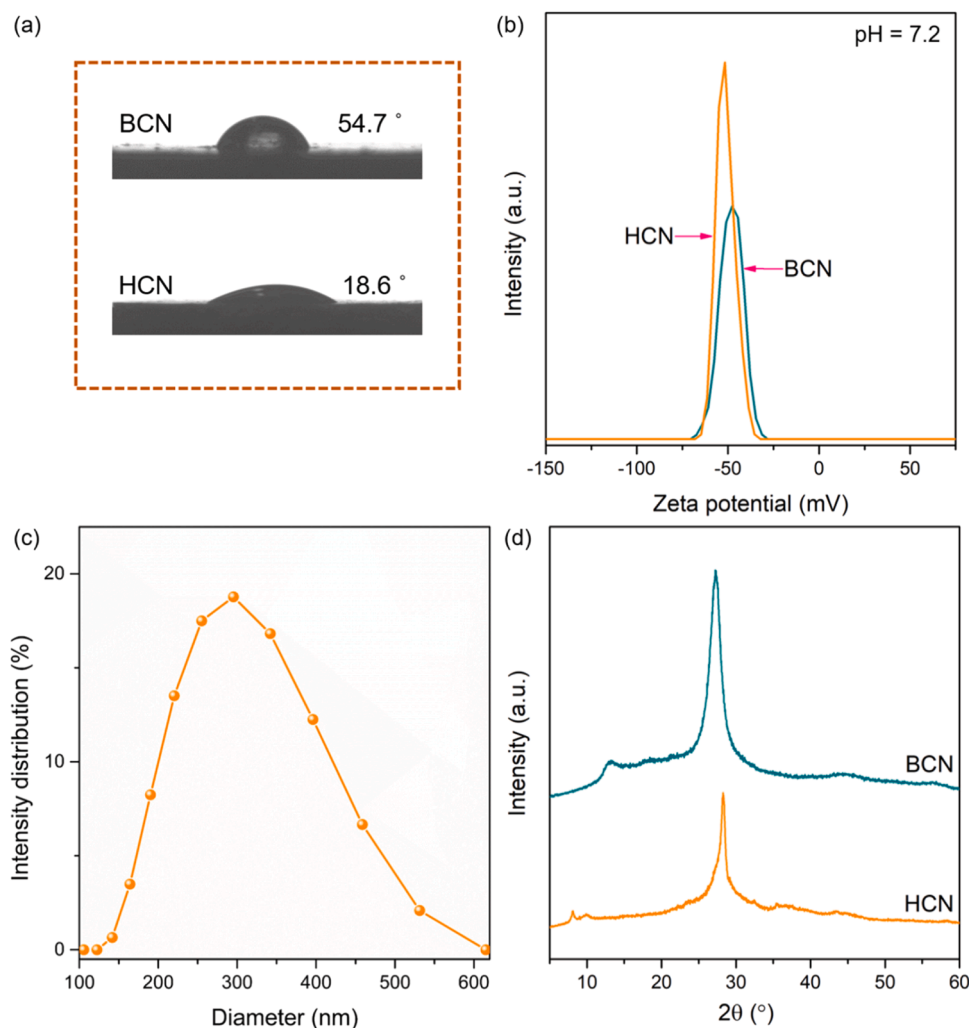 (a)
BCN 54.7 °
HCN 18.6 °
(b)
pH = 7.2
HCN
BCN
Intensity (a.u.)
-150 -100 -50 0 50
Zeta potential (mV)
(c)
20
10
0
Intensity distribution (%)
100 200 300 400 500 600
Diameter (nm)
(d)
BCN
HCN
Intensity (a.u.)
10 20 30 40 50 60
2θ (°)